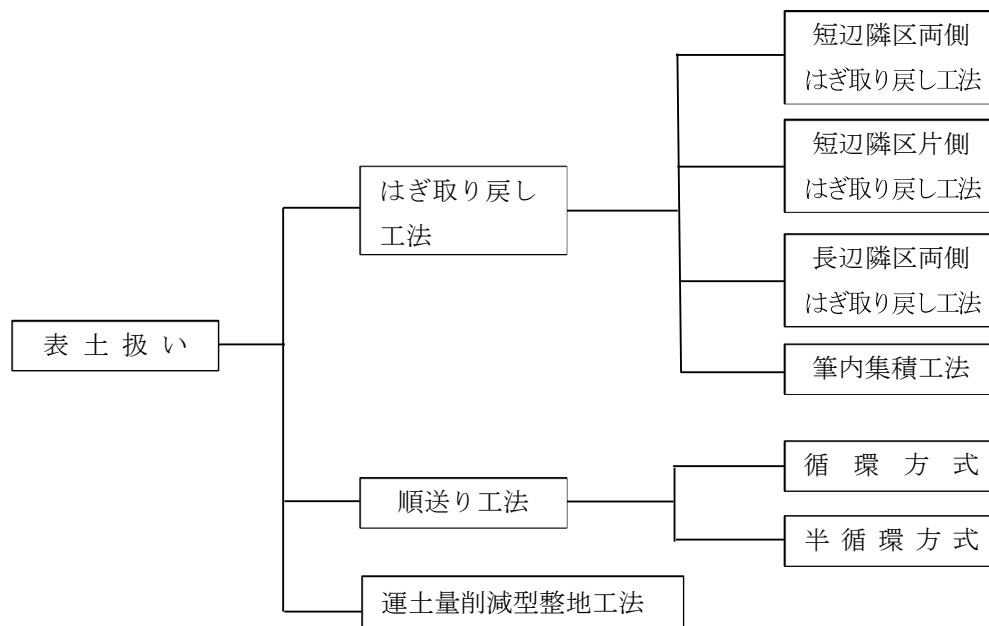 表土扱い
はぎ取り戻し
工法
短辺隣区両側
はぎ取り戻し工法
短辺隣区片側
はぎ取り戻し工法
長辺隣区両側
はぎ取り戻し工法
筆内集積工法
順送り工法
循環方式
半循環方式
運土量削減型整地工法